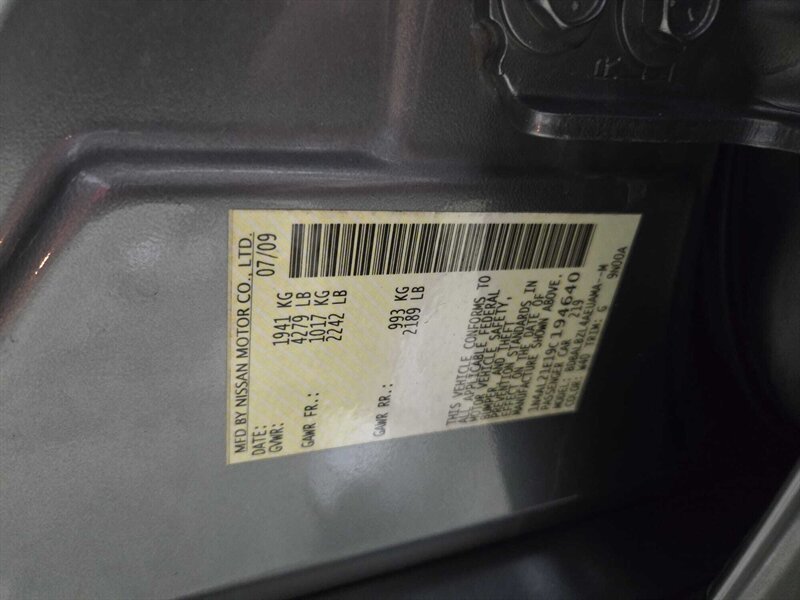 MFD BY NISSAN MOTOR CO., LTD.
DATE: 07/09
GVWR: 1941 KG
4279 LB
GAWR FR.: 1017 KG
2242 LB
GAWR RR.: 993 KG
2189 LB
THIS VEHICLE CONFORMS TO
ALL APPLICABLE FEDERAL
MOTOR VEHICLE SAFETY,
BUMPER, AND THEFT
PREVENTION STANDARDS IN
EFFECT ON THE DATE OF
MANUFACTURE SHOWN ABOVE.
1N4AL21E19C194640
PASSENGER CAR Z19
MODEL: 
COLOR: TRIM: G 9N00A